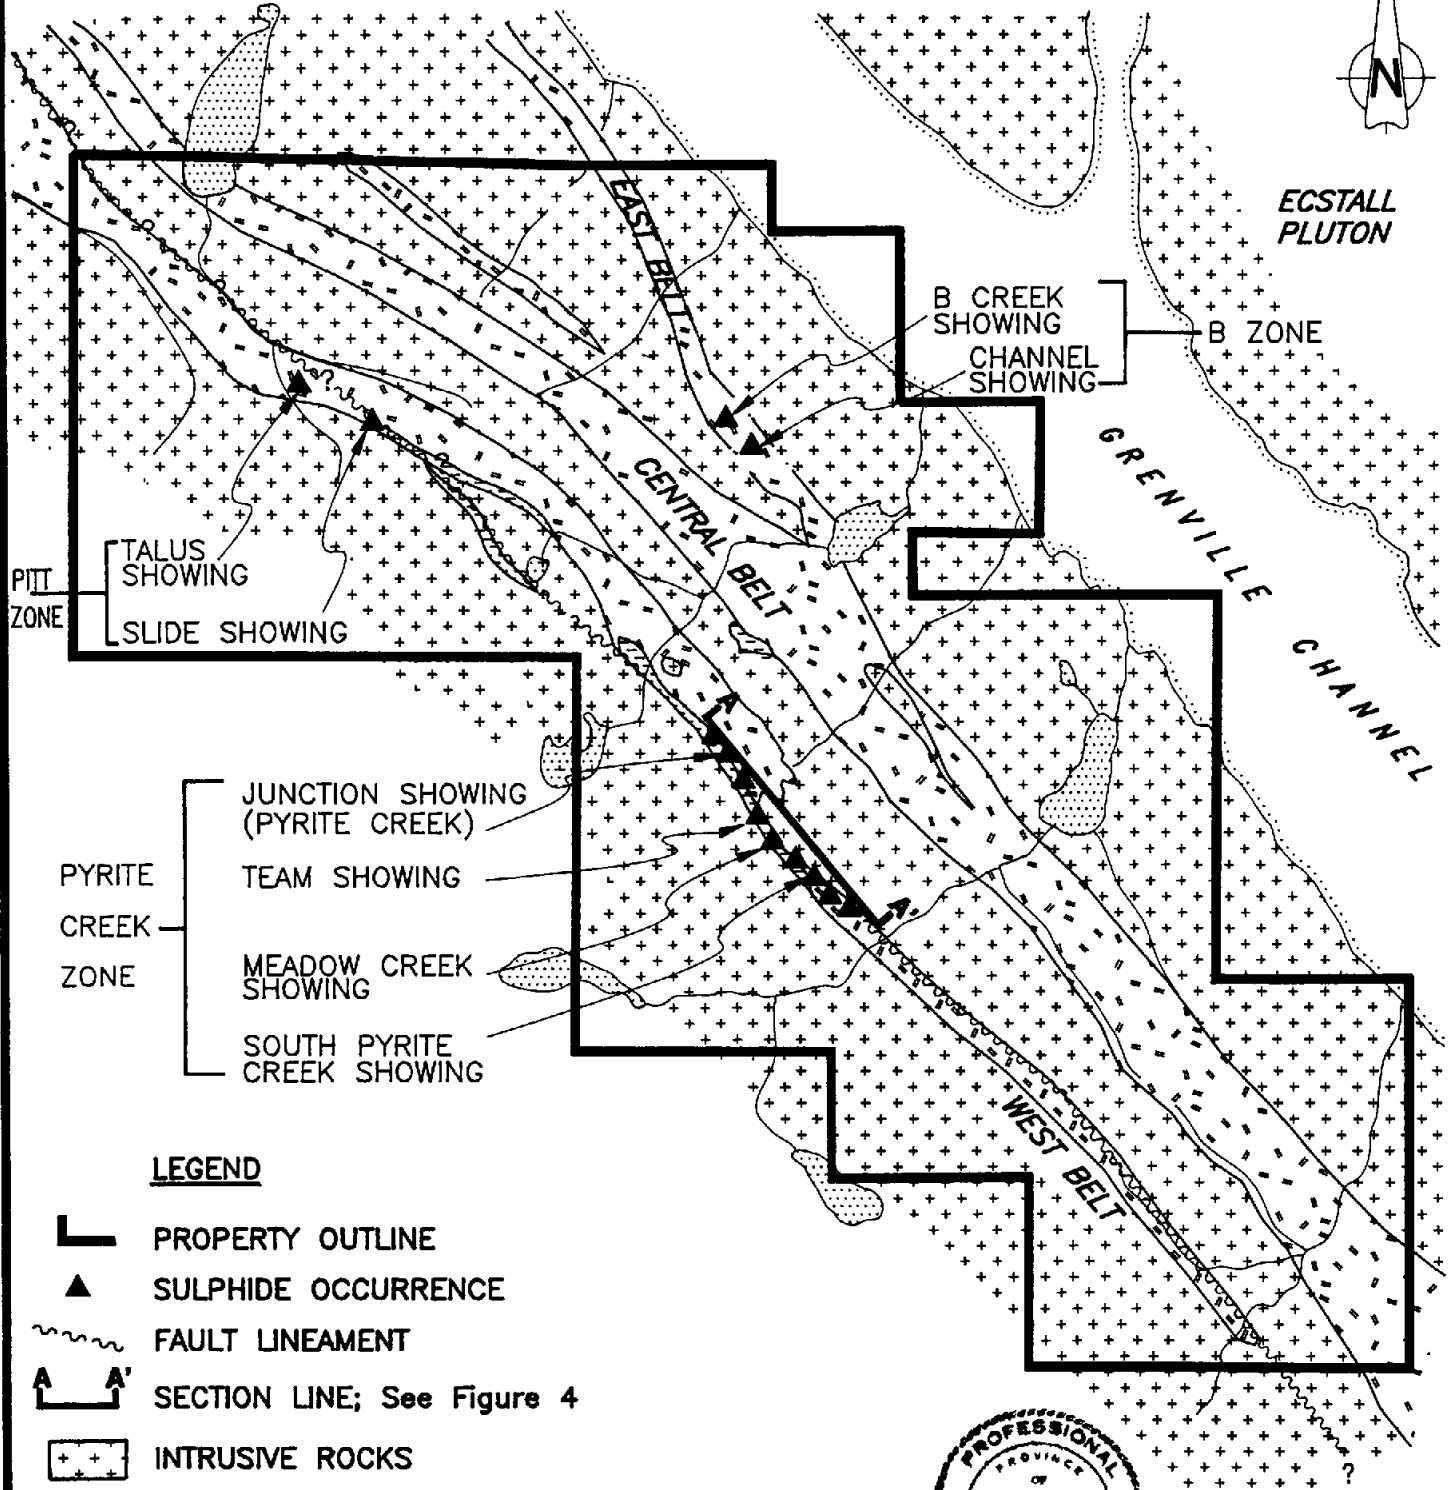 N
ECSTALL
PLUTON
EAST BELT
B CREEK
SHOWING
CHANNEL
SHOWING
B ZONE
GRENVILLE CHANNEL
CENTRAL BELT
TALUS
SHOWING
PITT
ZONE
SLIDE SHOWING
A
JUNCTION SHOWING
(PYRITE CREEK)
TEAM SHOWING
PYRITE
CREEK
ZONE
A'
MEADOW CREEK
SHOWING
SOUTH PYRITE
CREEK SHOWING
WEST BELT
LEGEND
PROPERTY OUTLINE
SULPHIDE OCCURRENCE
FAULT LINEAMENT
A A'
SECTION LINE; See Figure 4
INTRUSIVE ROCKS
PROFESSIONAL
PROVINCE
OF
?